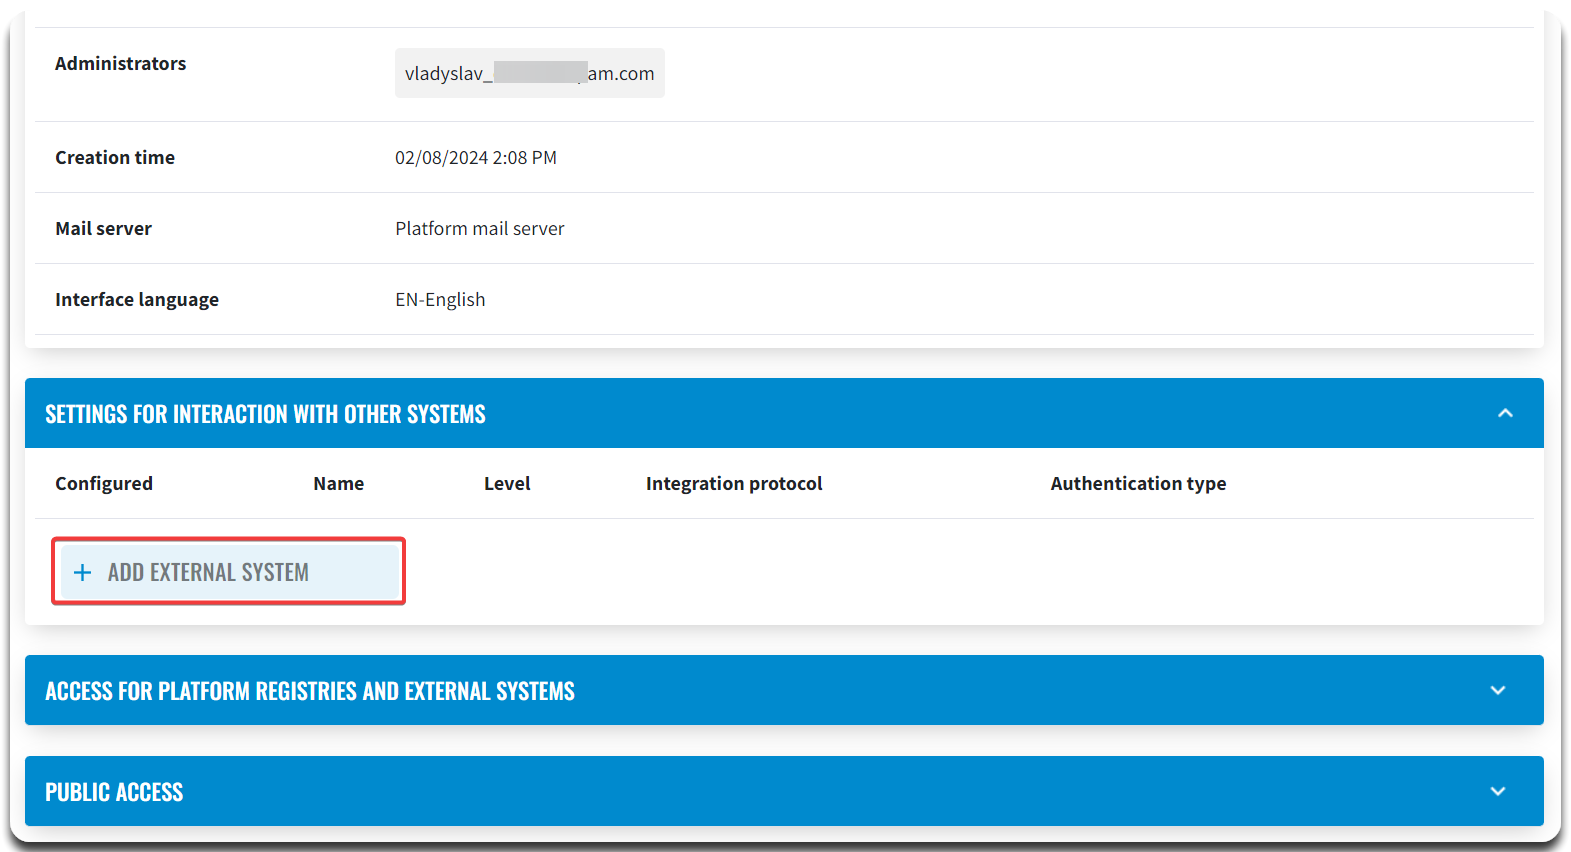 Administrators
vladyslav_ am.com
Creation time
02/08/2024 2:08 PM
Mail server
Platform mail server
Interface language
EN-English
SETTINGS FOR INTERACTION WITH OTHER SYSTEMS
Configured Name Level Integration protocol Authentication type
+ ADD EXTERNAL SYSTEM
ACCESS FOR PLATFORM REGISTRIES AND EXTERNAL SYSTEMS
PUBLIC ACCESS